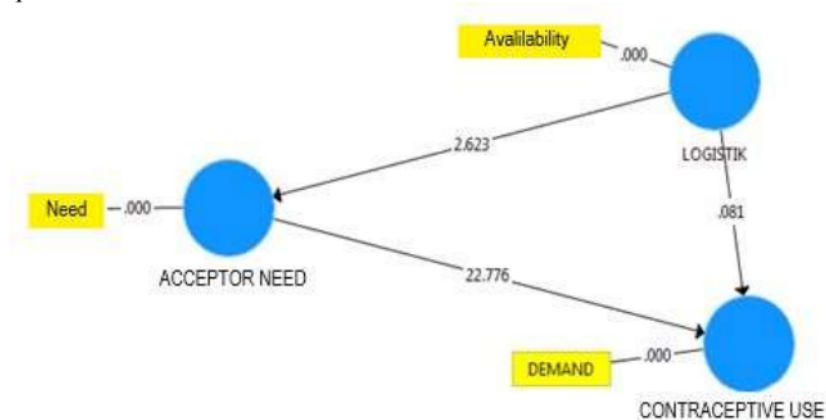 Avalilability
.000
LOGISTIK
2.623
.081
Need
.000
ACCEPTOR NEED
22.776
DEMAND
.000
CONTRACEPTIVE USE